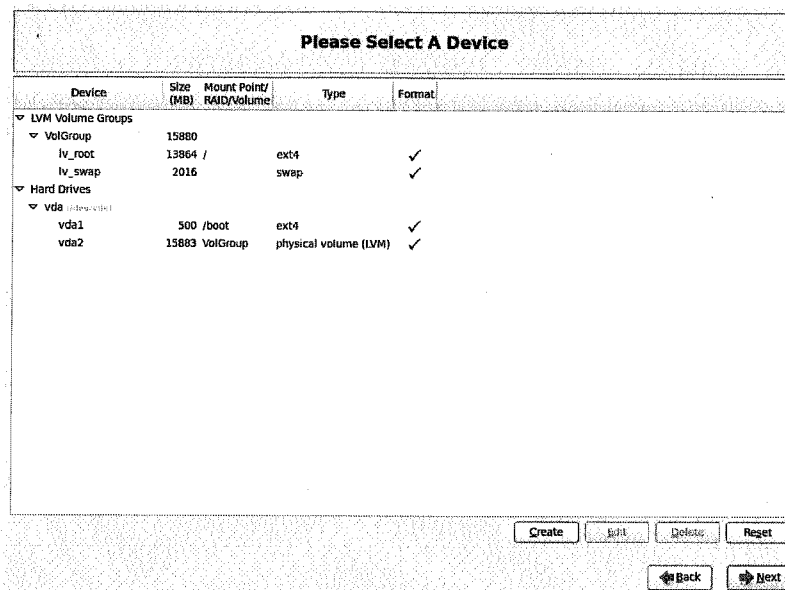 Please Select A Device
Device Size (MB) Mount Point/ RAID/Volume Type Format
LVM Volume Groups
VolGroup 15880
lv_root 13864 / ext4 ✓
lv_swap 2016 swap ✓
Hard Drives
vda (/dev/vda)
vda1 500 /boot ext4 ✓
vda2 15883 VolGroup physical volume (LVM) ✓
Create Edit Delete Reset
Back Next